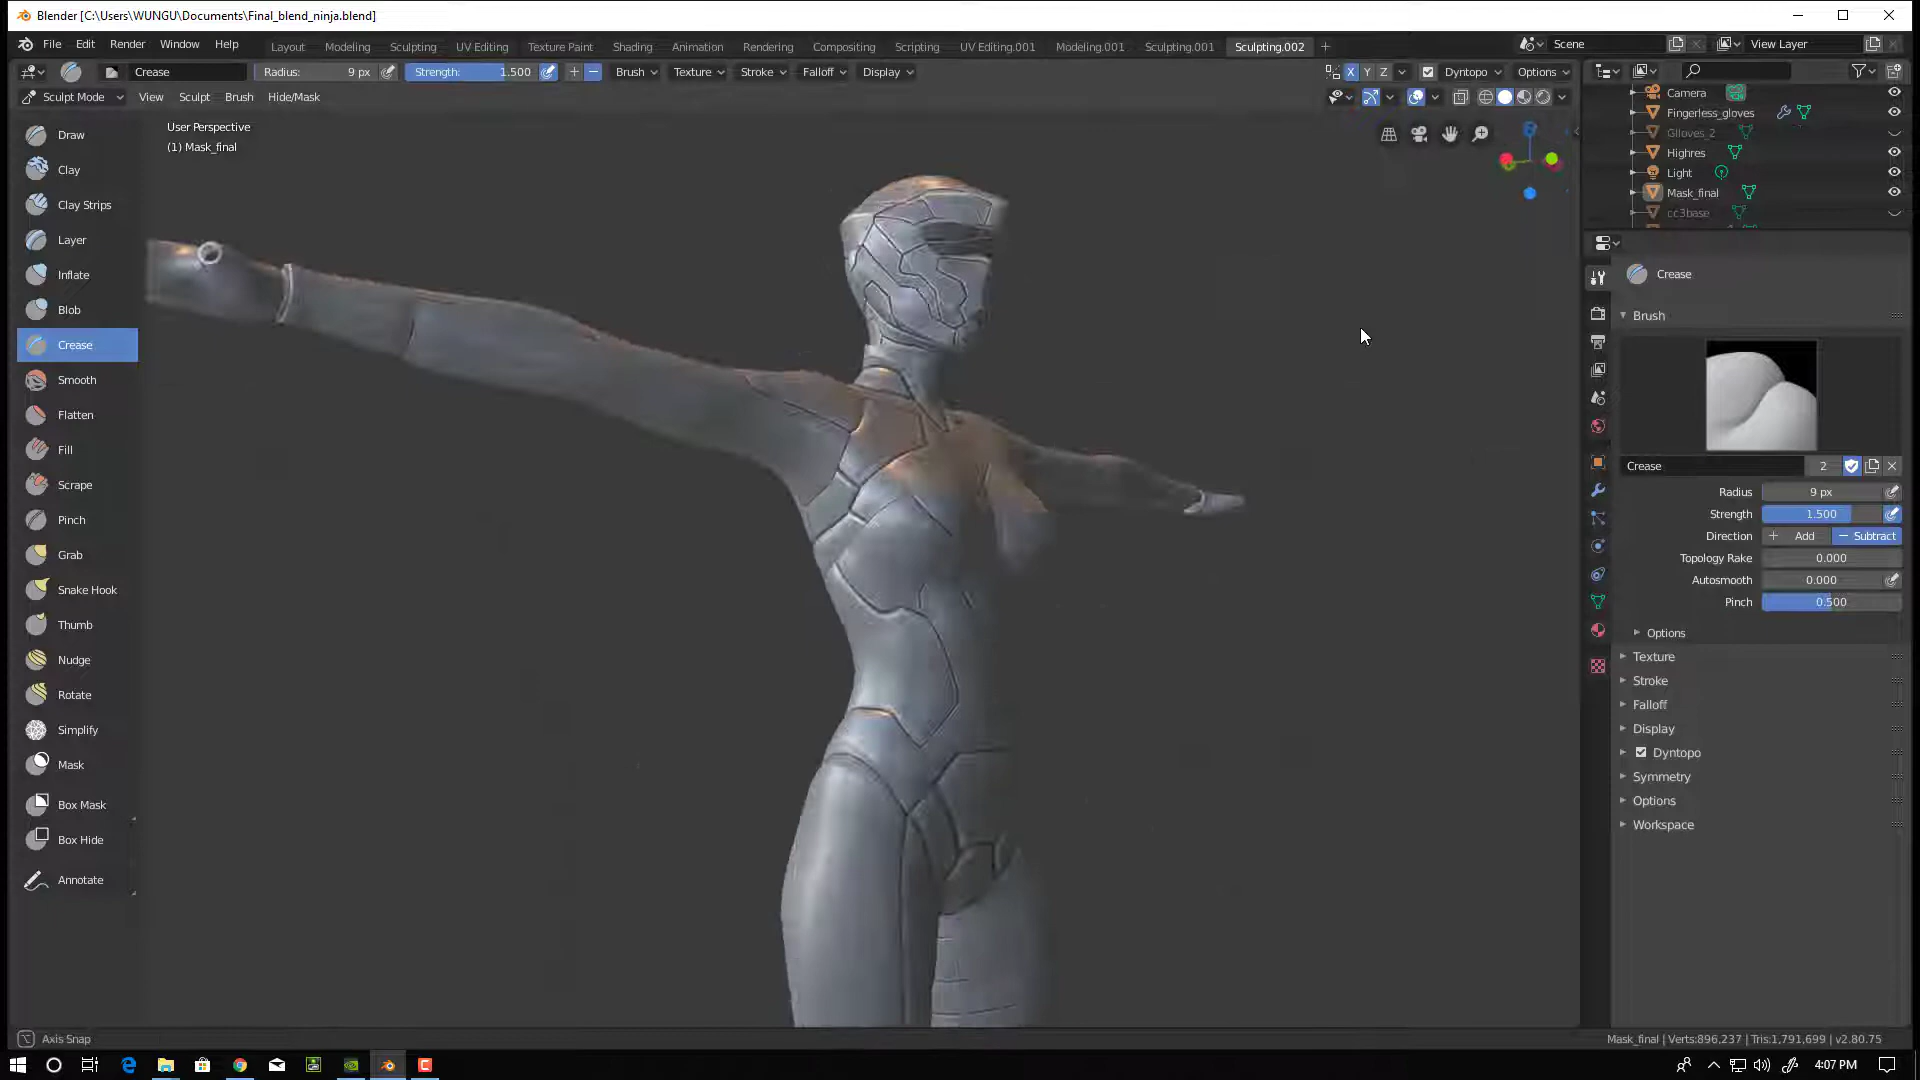 Blender [C:\Users\WUNGU\Documents\Final_blend_ninja.blend]
File Edit Render Window Help
Layout Modeling Sculpting UV Editing Texture Paint Shading Animation Rendering Compositing Scripting UV Editing.001 Modeling.001 Sculpting.001 Sculpting.002 +
Scene
View Layer
Crease
Radius: 9 px
Strength: 1.500
Brush Texture Stroke Falloff Display
X Y Z
Dyntopo Options
Sculpt Mode View Sculpt Brush Hide/Mask
User Perspective
(1) Mask_final
Draw
Clay
Clay Strips
Layer
Inflate
Blob
Crease
Smooth
Flatten
Fill
Scrape
Pinch
Grab
Snake Hook
Thumb
Nudge
Rotate
Simplify
Mask
Box Mask
Box Hide
Annotate
Camera
Fingerless_gloves
Glloves_2
Highres
Light
Mask_final
cc3base
Crease
Brush
Crease 2
Radius 9 px
Strength 1.500
Direction + Add − Subtract
Topology Rake 0.000
Autosmooth 0.000
Pinch 0.500
Options
Texture
Stroke
Falloff
Display
Dyntopo
Symmetry
Options
Workspace
Axis Snap
Mask_final | Verts:896,237 | Tris:1,791,699 | v2.80.75
4:07 PM